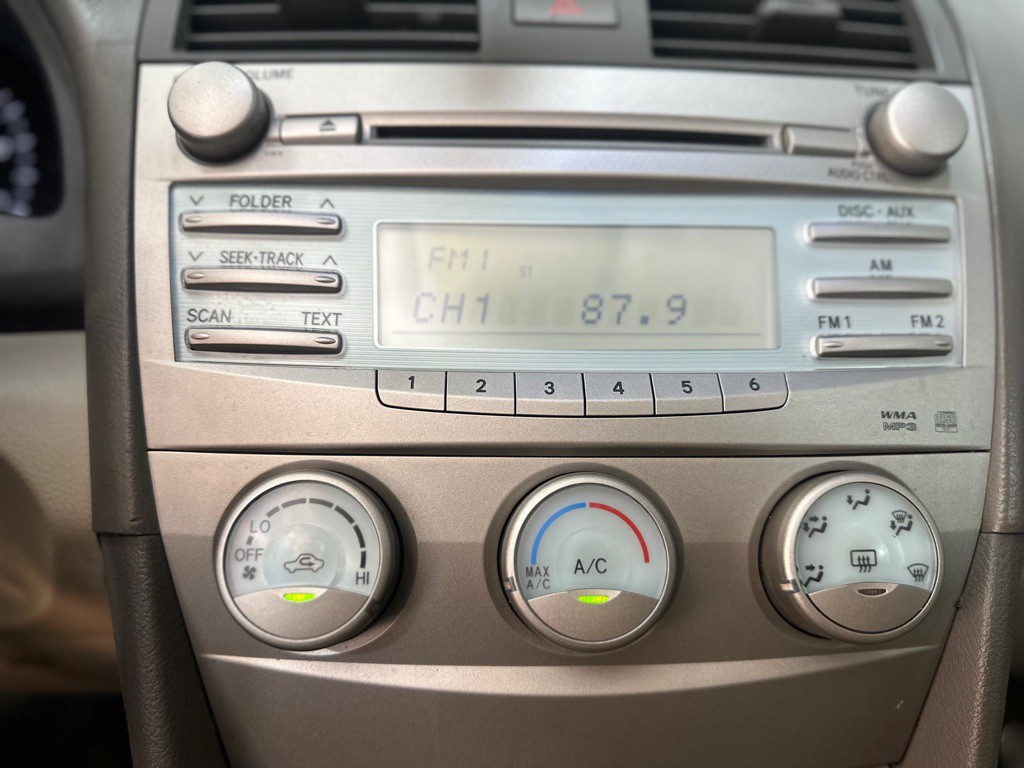 VOLUME
TUNE
AUDIO CTRL
FOLDER
DISC · AUX
SEEK·TRACK
AM
SCAN TEXT
FM1 FM2
FM1
ST
CH1 87.9
1 2 3 4 5 6
WMA
MP3
LO
OFF
HI
MAX
A/C
A/C